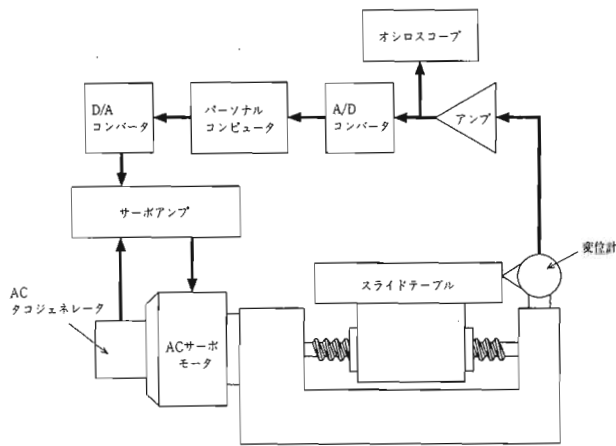 オシロスコープ
D/A
コンバータ
パーソナル
コンピュータ
A/D
コンバータ
アンプ
サーボアンプ
変位計
スライドテーブル
AC
タコジェネレータ
ACサーボ
モータ